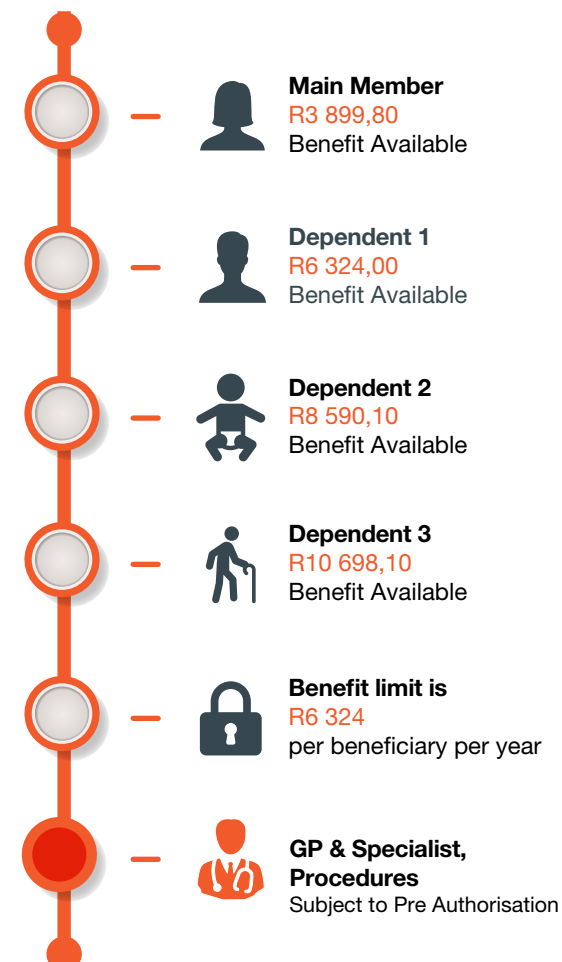 Main Member
R3 899,80
Benefit Available
Dependent 1
R6 324,00
Benefit Available
Dependent 2
R8 590,10
Benefit Available
Dependent 3
R10 698,10
Benefit Available
Benefit limit is
R6 324
per beneficiary per year
GP & Specialist,
Procedures
Subject to Pre Authorisation